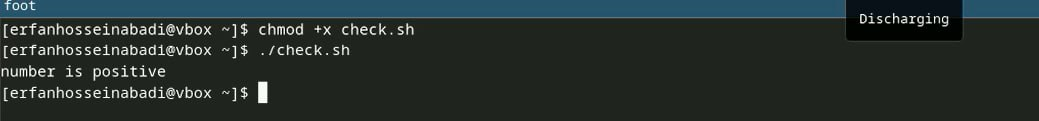 foot
Discharging
[erfanhosseinabadi@vbox ~]$ chmod +x check.sh
[erfanhosseinabadi@vbox ~]$ ./check.sh
number is positive
[erfanhosseinabadi@vbox ~]$